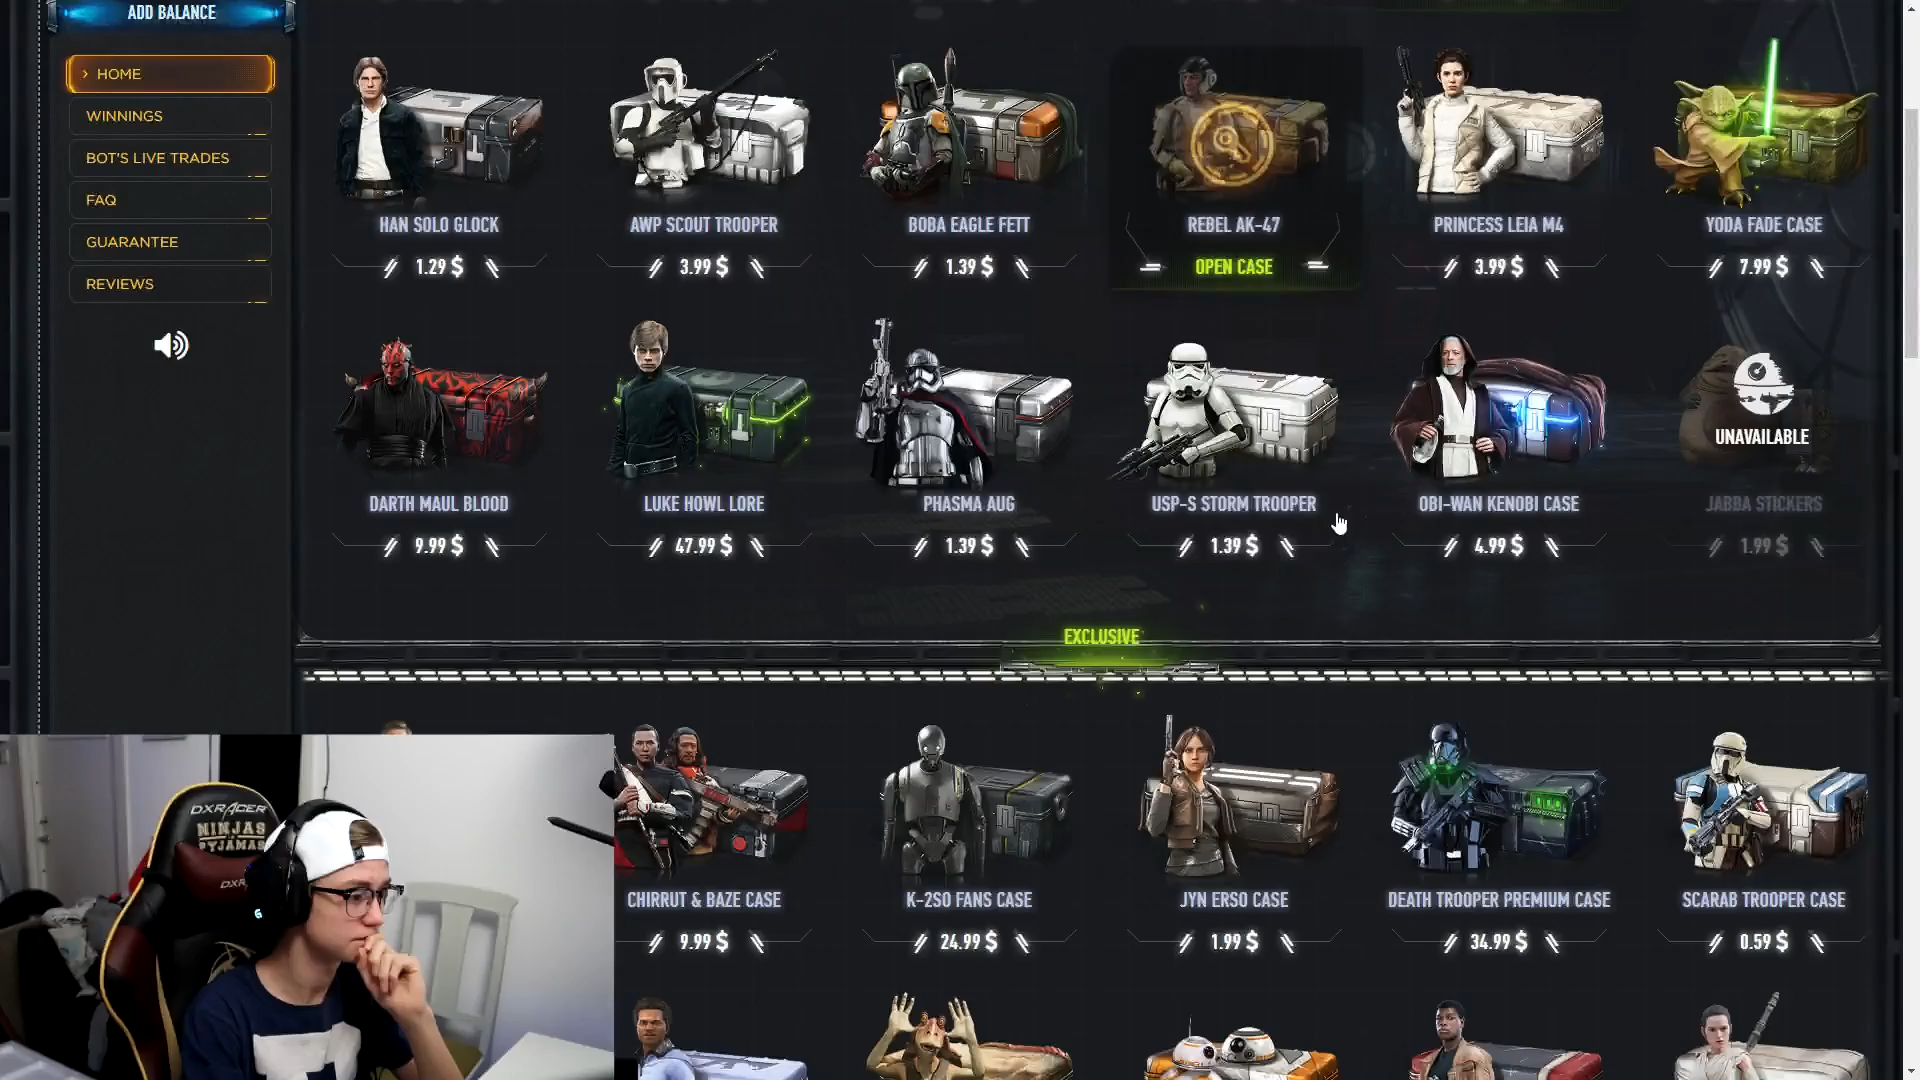 ADD BALANCE
HOME
WINNINGS
BOT'S LIVE TRADES
FAQ
GUARANTEE
REVIEWS
HAN SOLO GLOCK
AWP SCOUT TROOPER
BOBA EAGLE FETT
REBEL AK-47
PRINCESS LEIA M4
YODA FADE CASE
1.29 $
3.99 $
1.39 $
OPEN CASE
3.99 $
7.99 $
UNAVAILABLE
DARTH MAUL BLOOD
LUKE HOWL LORE
PHASMA AUG
USP-S STORM TROOPER
OBI-WAN KENOBI CASE
JABBA STICKERS
9.99 $
47.99 $
1.39 $
1.39 $
4.99 $
1.99 $
EXCLUSIVE
CHIRRUT & BAZE CASE
K-2SO FANS CASE
JYN ERSO CASE
DEATH TROOPER PREMIUM CASE
SCARAB TROOPER CASE
9.99 $
24.99 $
1.99 $
34.99 $
0.59 $
DXRACER
NINJAS
PYJAMAS
DXR
G